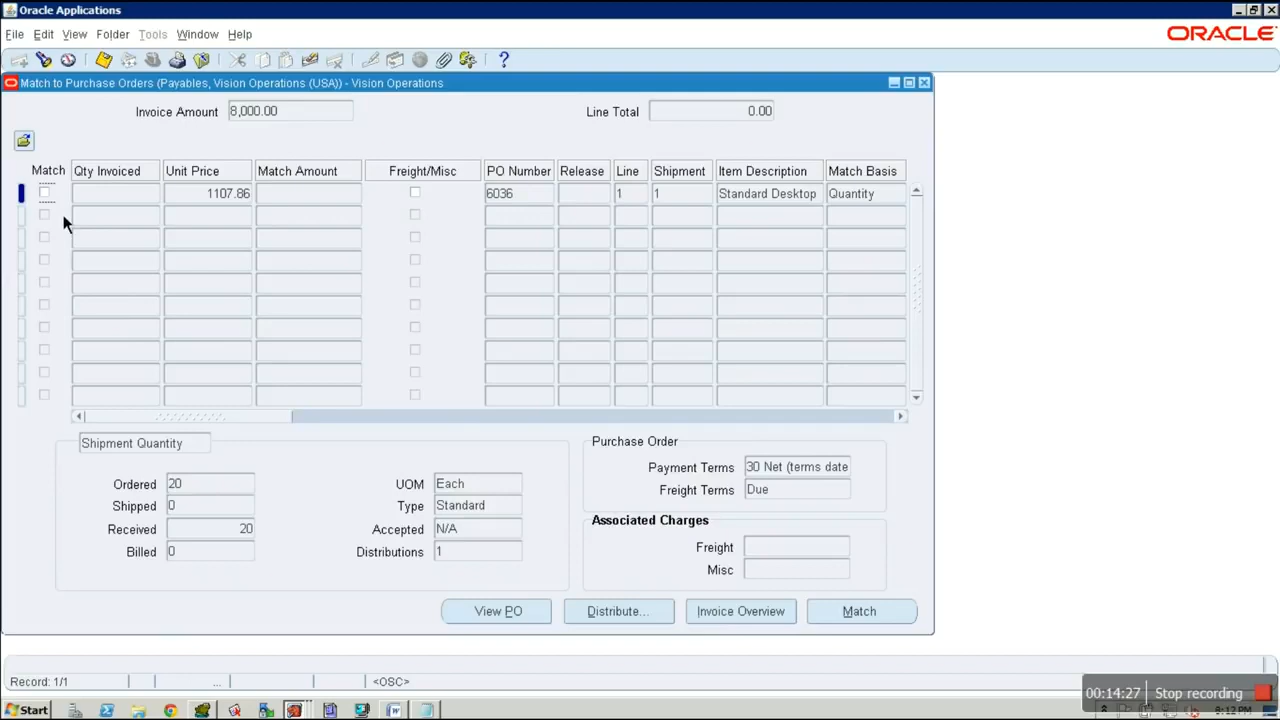 Oracle Applications
File Edit View Folder Tools Window Help
ORACLE
Match to Purchase Orders (Payables, Vision Operations (USA)) - Vision Operations
Invoice Amount 8,000.00 Line Total 0.00
Match Qty Invoiced Unit Price Match Amount Freight/Misc PO Number Release Line Shipment Item Description Match Basis
1107.86 6036 1 1 Standard Desktop Quantity
Shipment Quantity Purchase Order
Payment Terms 30 Net (terms date
Ordered 20 UOM Each Freight Terms Due
Shipped 0 Type Standard
Associated Charges
Received 20 Accepted N/A
Freight
Billed 0 Distributions 1
Misc
View PO Distribute... Invoice Overview Match
Record: 1/1 ... <OSC>
00:14:27 Stop recording
Start 8:12 PM